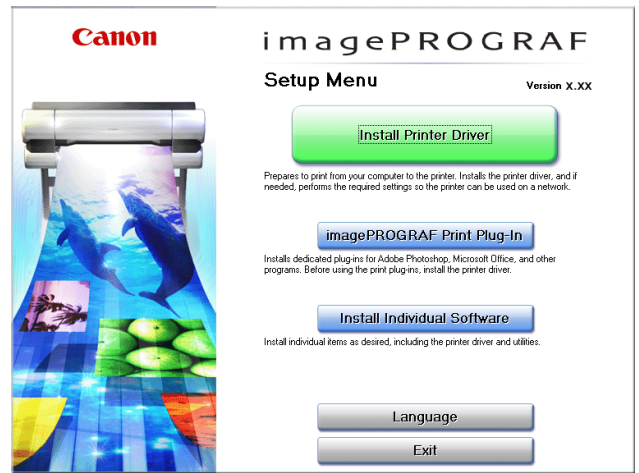 Canon
imagePROGRAF
Setup Menu
Version X.XX
Install Printer Driver
Prepares to print from your computer to the printer. Installs the printer driver, and if
needed, performs the required settings so the printer can be used on a network.
imagePROGRAF Print Plug-In
Installs dedicated plug-ins for Adobe Photoshop, Microsoft Office, and other
programs. Before using the print plug-ins, install the printer driver.
Install Individual Software
Install individual items as desired, including the printer driver and utilities.
Language
Exit